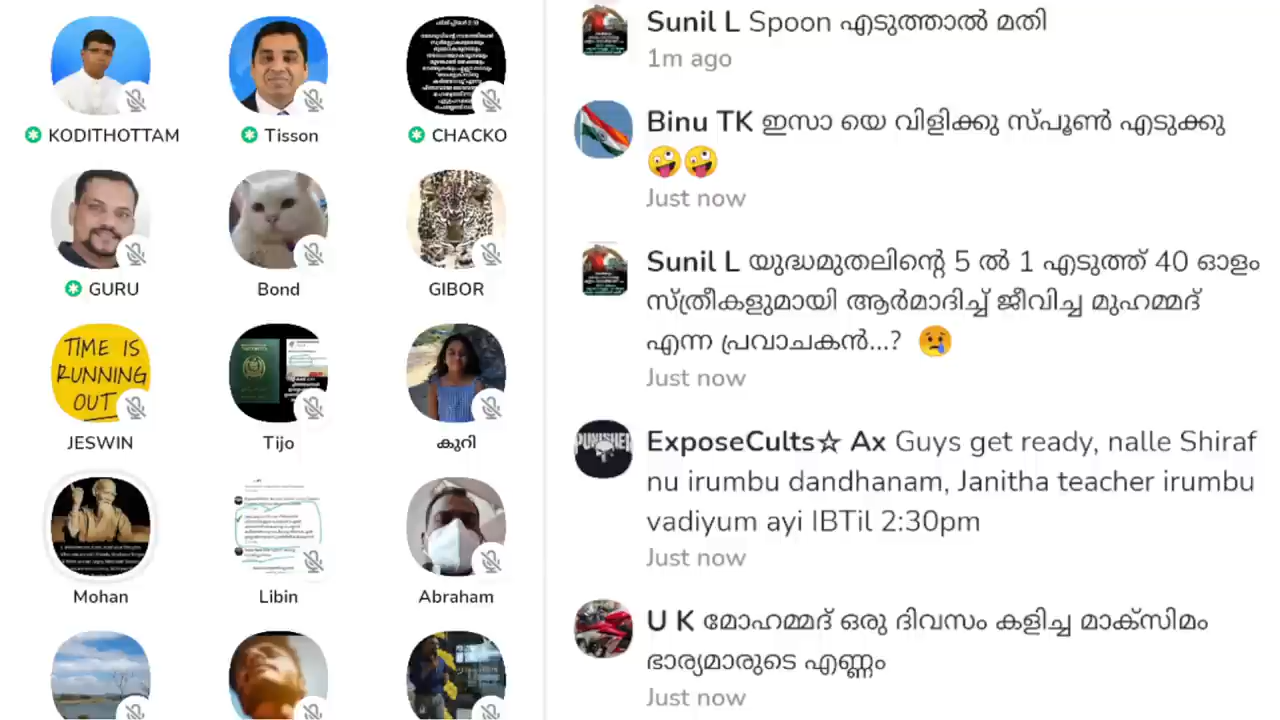 KODITHOTTAM
Tisson
CHACKO
GURU
Bond
GIBOR
TIME IS
RUNNING
OUT
JESWIN
Tijo
കുറി
Mohan
Libin
Abraham
Sunil L Spoon എടുത്താൽ മതി
1m ago
Binu TK ഇസാ യെ വിളിക്കു സ്പൂൺ എടുക്കു
🤪🤪
Just now
Sunil L യുദ്ധമുതലിന്റെ 5 ൽ 1 എടുത്ത് 40 ഓളം
സ്ത്രീകളുമായി ആർമാദിച്ച് ജീവിച്ച മുഹമ്മദ്
എന്ന പ്രവാചകൻ...? 😢
Just now
PUNISHER
ExposeCults☆ Ax Guys get ready, nalle Shiraf
nu irumbu dandhanam, Janitha teacher irumbu
vadiyum ayi IBTil 2:30pm
Just now
U K മോഹമ്മദ് ഒരു ദിവസം കളിച്ച മാക്സിമം
ഭാര്യമാരുടെ എണ്ണം
Just now